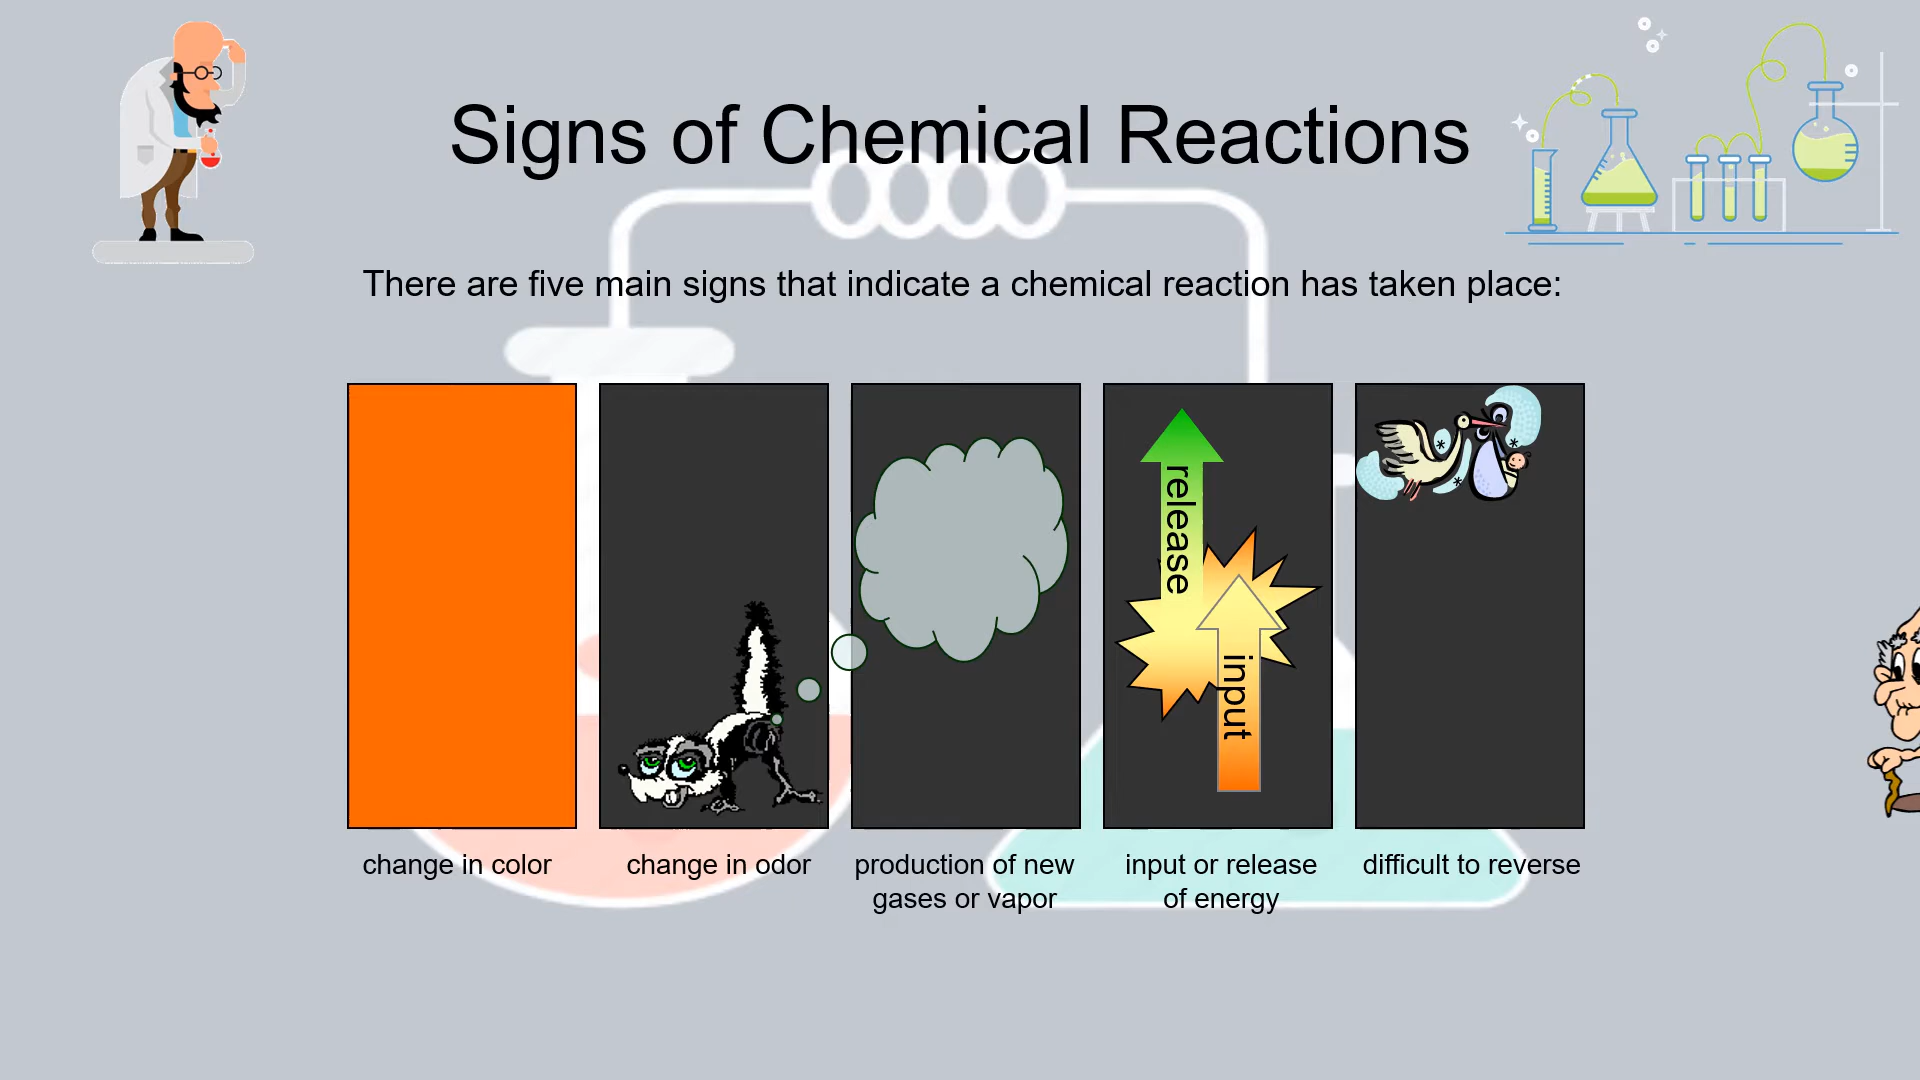 Signs of Chemical Reactions
There are five main signs that indicate a chemical reaction has taken place:
release
input
change in color
change in odor
production of new
gases or vapor
input or release
of energy
difficult to reverse